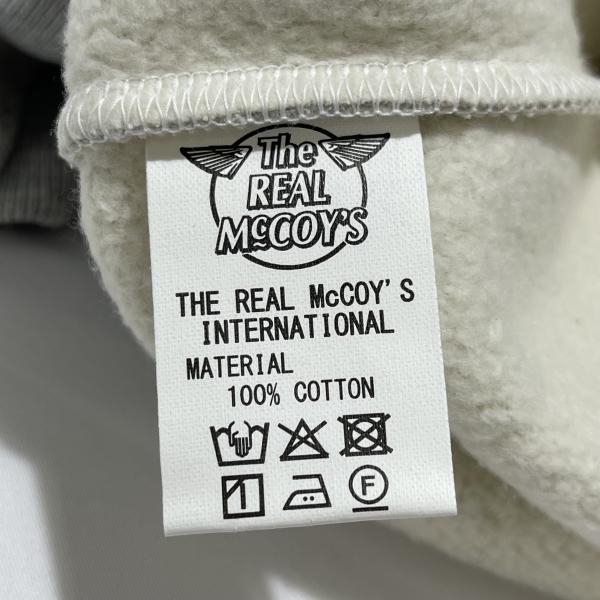 The
REAL
McCOY'S
THE REAL McCOY'S
INTERNATIONAL
MATERIAL
100% COTTON
F